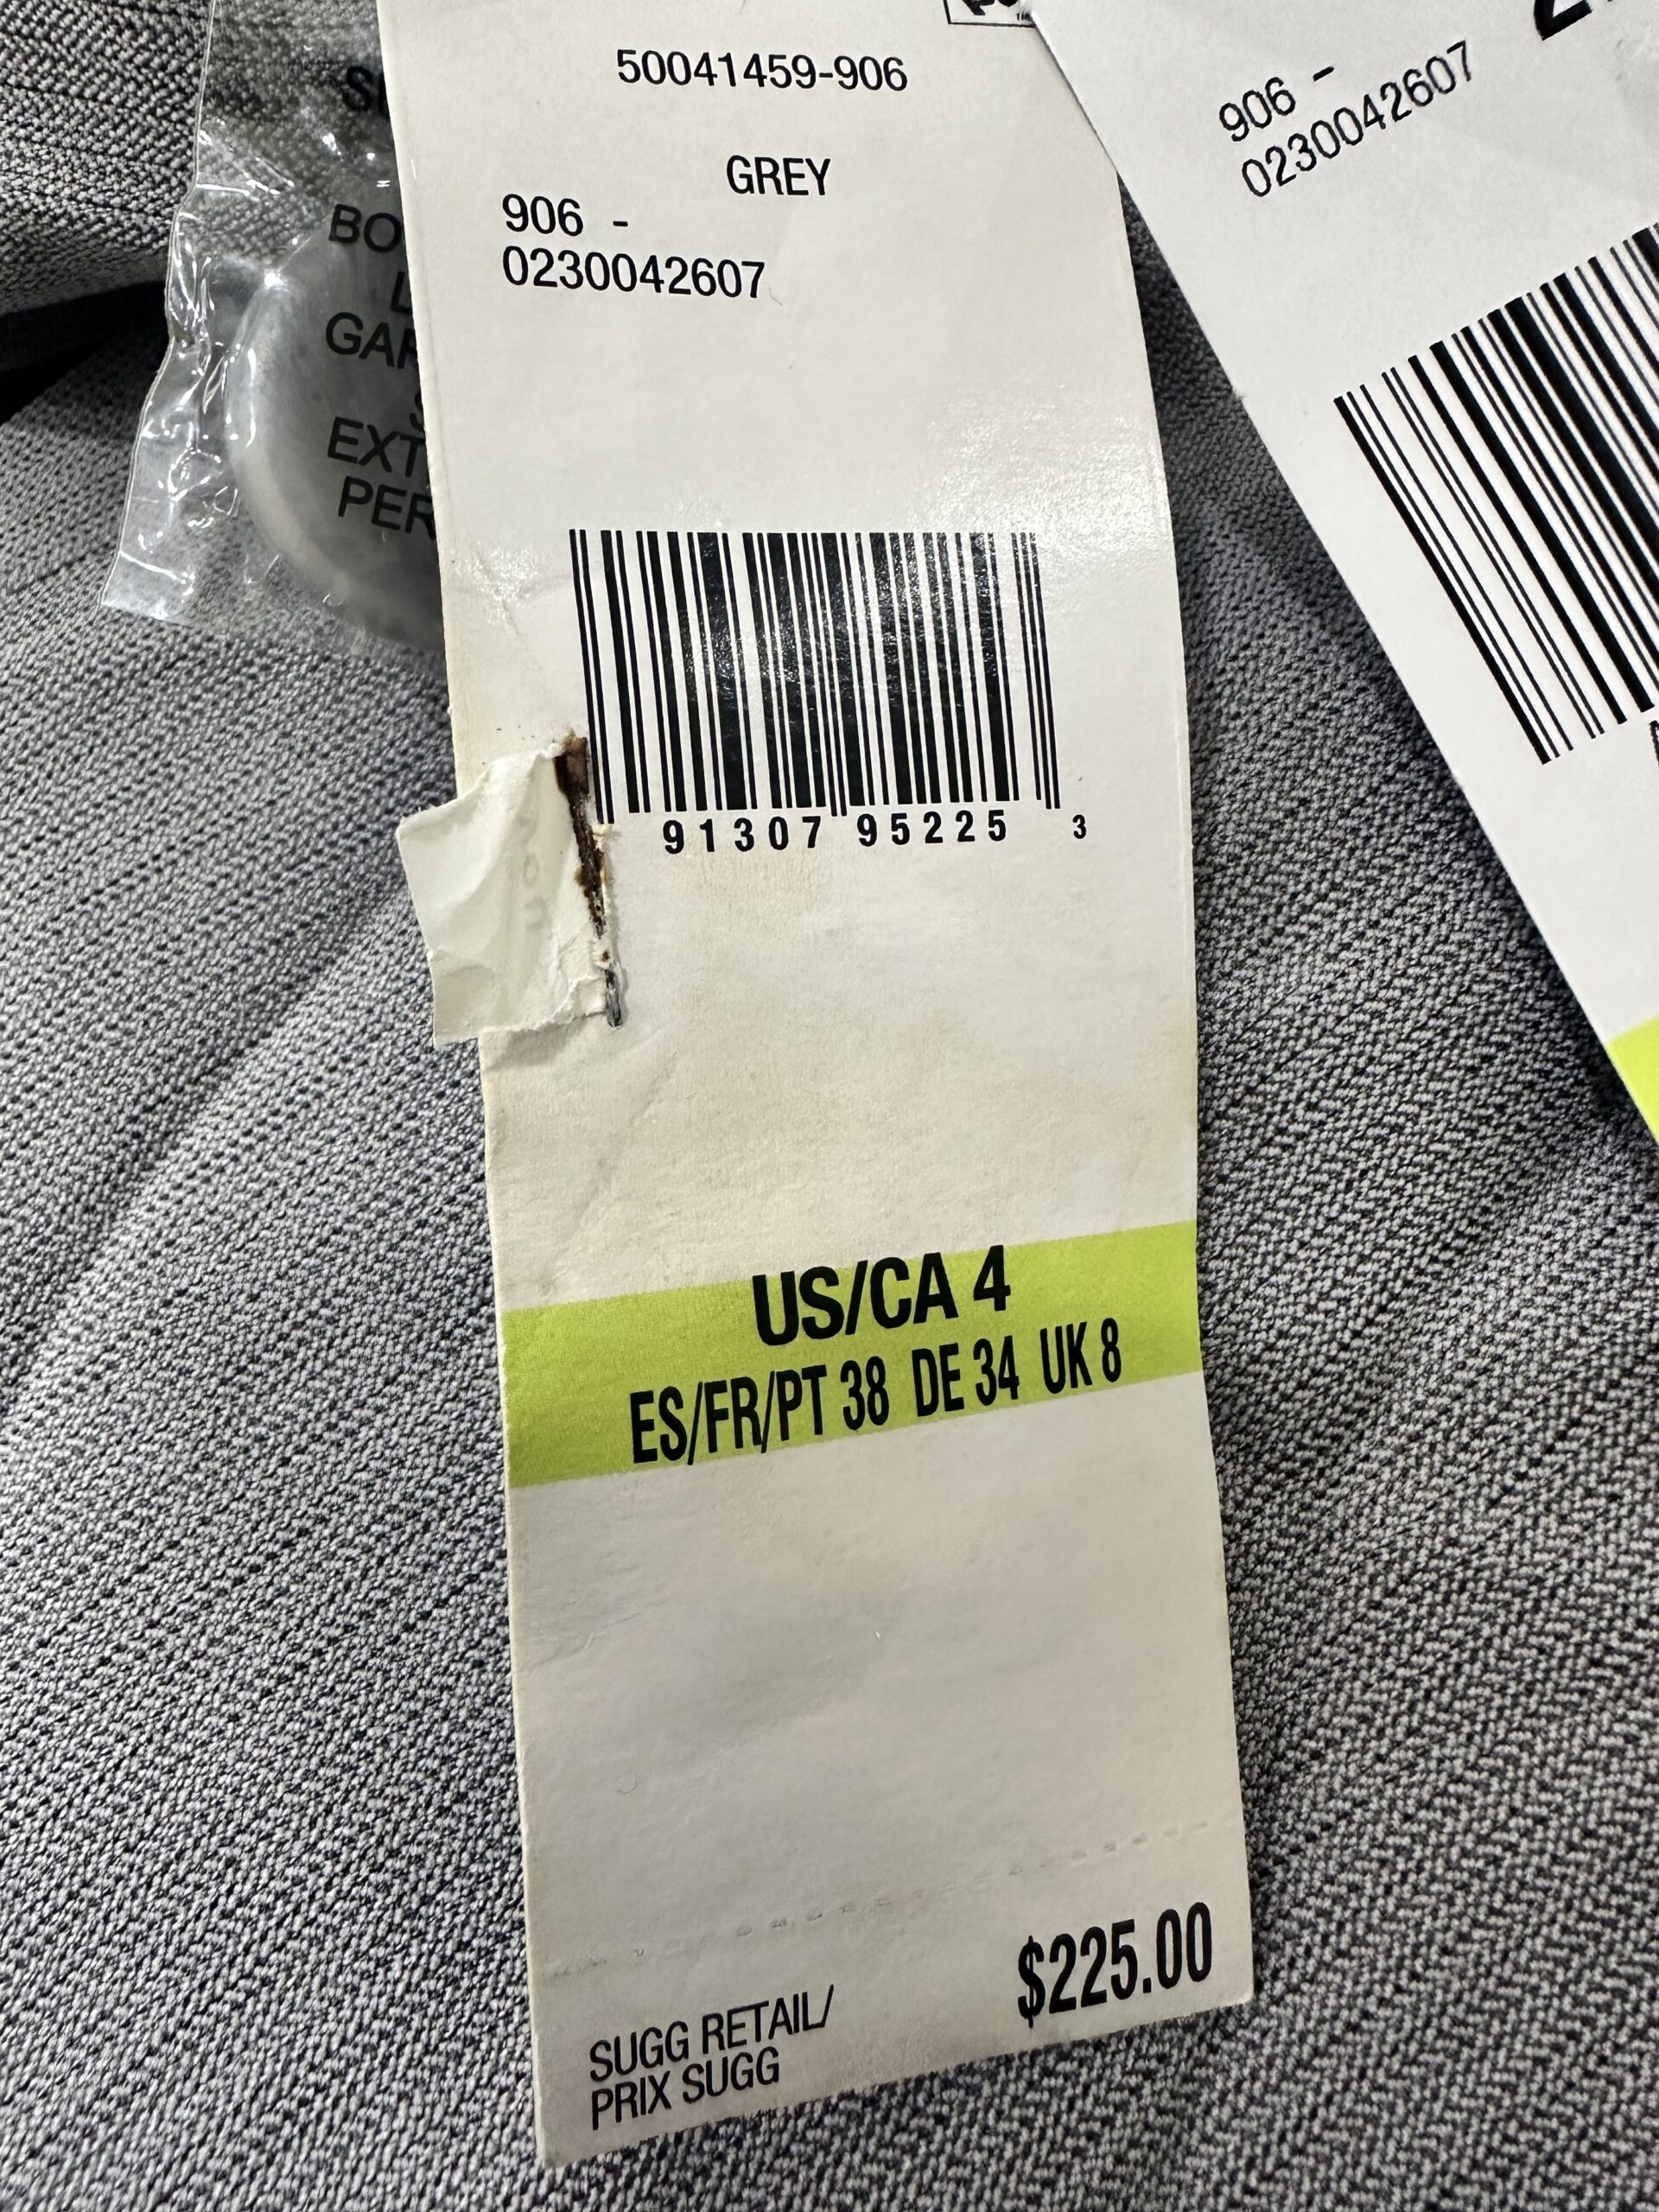 50041459-906
GREY
906 -
0230042607
91307 95225 3
US/CA 4
ES/FR/PT 38 DE 34 UK 8
$225.00
SUGG RETAIL/
PRIX SUGG
906 -
0230042607